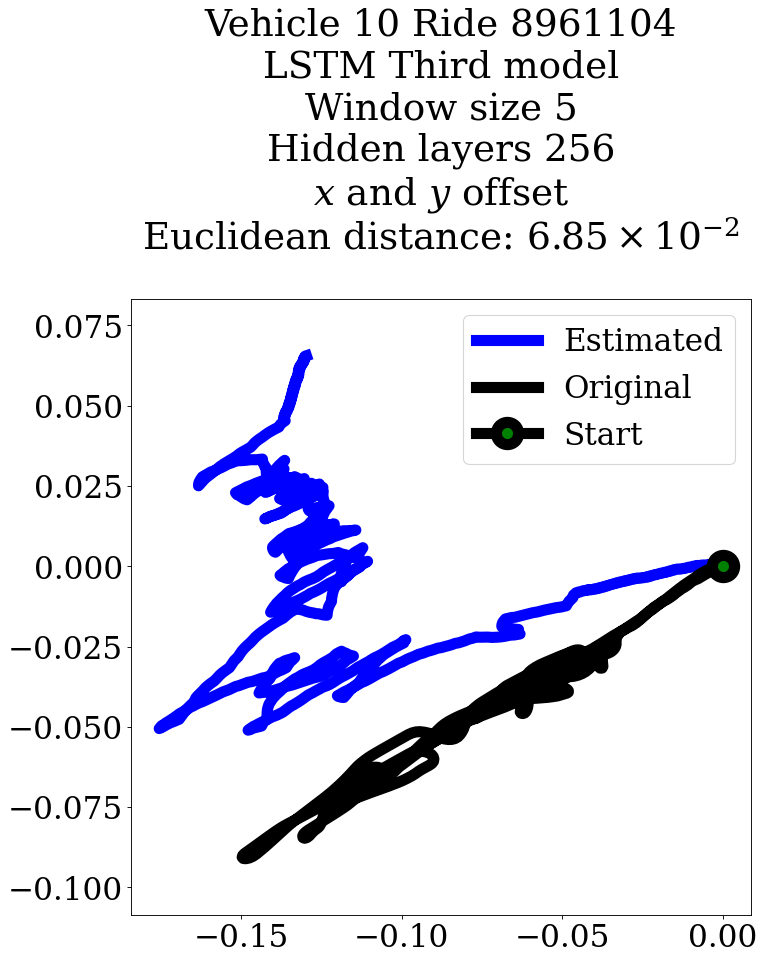 Vehicle 10 Ride 8961104
LSTM Third model
Window size 5
Hidden layers 256
x and y offset
Euclidean distance: 6.85 × 10⁻²
Estimated
Original
Start
0.075
0.050
0.025
0.000
−0.025
−0.050
−0.075
−0.100
−0.15 −0.10 −0.05 0.00